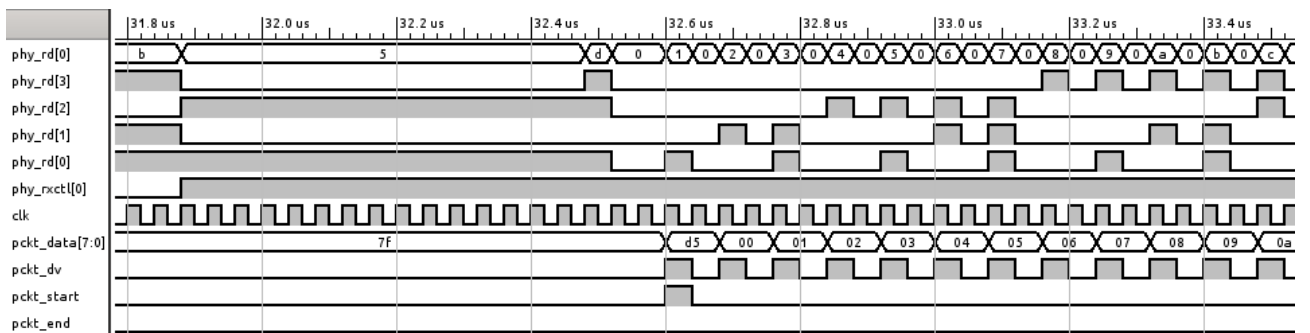 31.8 us 32.0 us 32.2 us 32.4 us 32.6 us 32.8 us 33.0 us 33.2 us 33.4 us
phy_rd[0] b 5 d 0 1 0 2 0 3 0 4 0 5 0 6 0 7 0 8 0 9 0 a 0 b 0 c
phy_rd[3]
phy_rd[2]
phy_rd[1]
phy_rd[0]
phy_rxctl[0]
clk
pckt_data[7:0] 7f d5 00 01 02 03 04 05 06 07 08 09 0a
pckt_dv
pckt_start
pckt_end